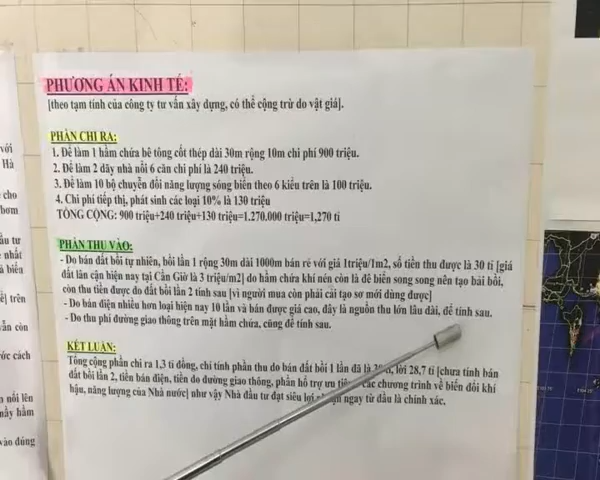 PHƯƠNG ÁN KINH TẾ:
[theo tạm tính của công ty tư vấn xây dựng, có thể cộng trừ do vật giá].
PHẦN CHI RA:
1. Để làm 1 hầm chứa bê tông cốt thép dài 30m rộng 10m chi phí 900 triệu.
2. Để làm 2 dãy nhà nổi 6 căn chi phí là 240 triệu.
3. Để làm 10 bộ chuyển đổi năng lượng sóng biển theo 6 kiểu trên là 100 triệu.
4. Chi phí tiếp thị, phát sinh các loại 10% là 130 triệu
TỔNG CỘNG: 900 triệu+240 triệu+130 triệu=1.270.000 triệu=1,270 tỉ
PHẦN THU VÀO:
- Do bán đất bồi tự nhiên, bồi lần 1 rộng 30m dài 1000m bán rẻ với giá 1triệu/1m2, số tiền thu được là 30 tỉ [giá
đất lân cận hiện nay tại Cần Giờ là 3 triệu/m2] do hầm chứa khí nén còn là đê biển song song nên tạo bãi bồi,
còn thu tiền được do đất bồi lần 2 tính sau [vì người mua còn phải cải tạo sơ mới dùng được]
- Do bán điện nhiều hơn loại hiện nay 10 lần và bán được giá cao, đây là nguồn thu lớn lâu dài, để tính sau.
- Do thu phí đường giao thông trên mặt hầm chứa, cũng để tính sau.
KẾT LUẬN:
Tổng cộng phần chi ra 1,3 tỉ đồng, chỉ tính phần thu do bán đất bồi 1 lần đã là lời 28,7 tỉ [chưa tính bán
đất bồi lần 2, tiền bán điện, tiền do đường giao thông, phần hỗ trợ ưu các chương trình về biến đổi khí
hậu, năng lượng của Nhà nước] như vậy Nhà đầu tư đạt siêu lợi ngay từ đầu là chính xác.
với
Hà
cho
bơm
nhất
biển
trên
còn
cách
nổi lên
hầm
vào đúng